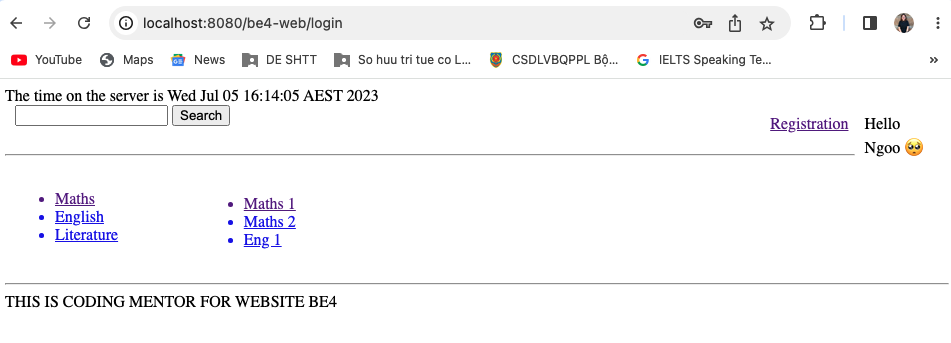 localhost:8080/be4-web/login
YouTube Maps News DE SHTT So huu tri tue co L... CSDLVBQPPL Bộ... IELTS Speaking Te... »
The time on the server is Wed Jul 05 16:14:05 AEST 2023
Search
Registration Hello
Ngoo 🥺
Maths
English
Literature
Maths 1
Maths 2
Eng 1
THIS IS CODING MENTOR FOR WEBSITE BE4